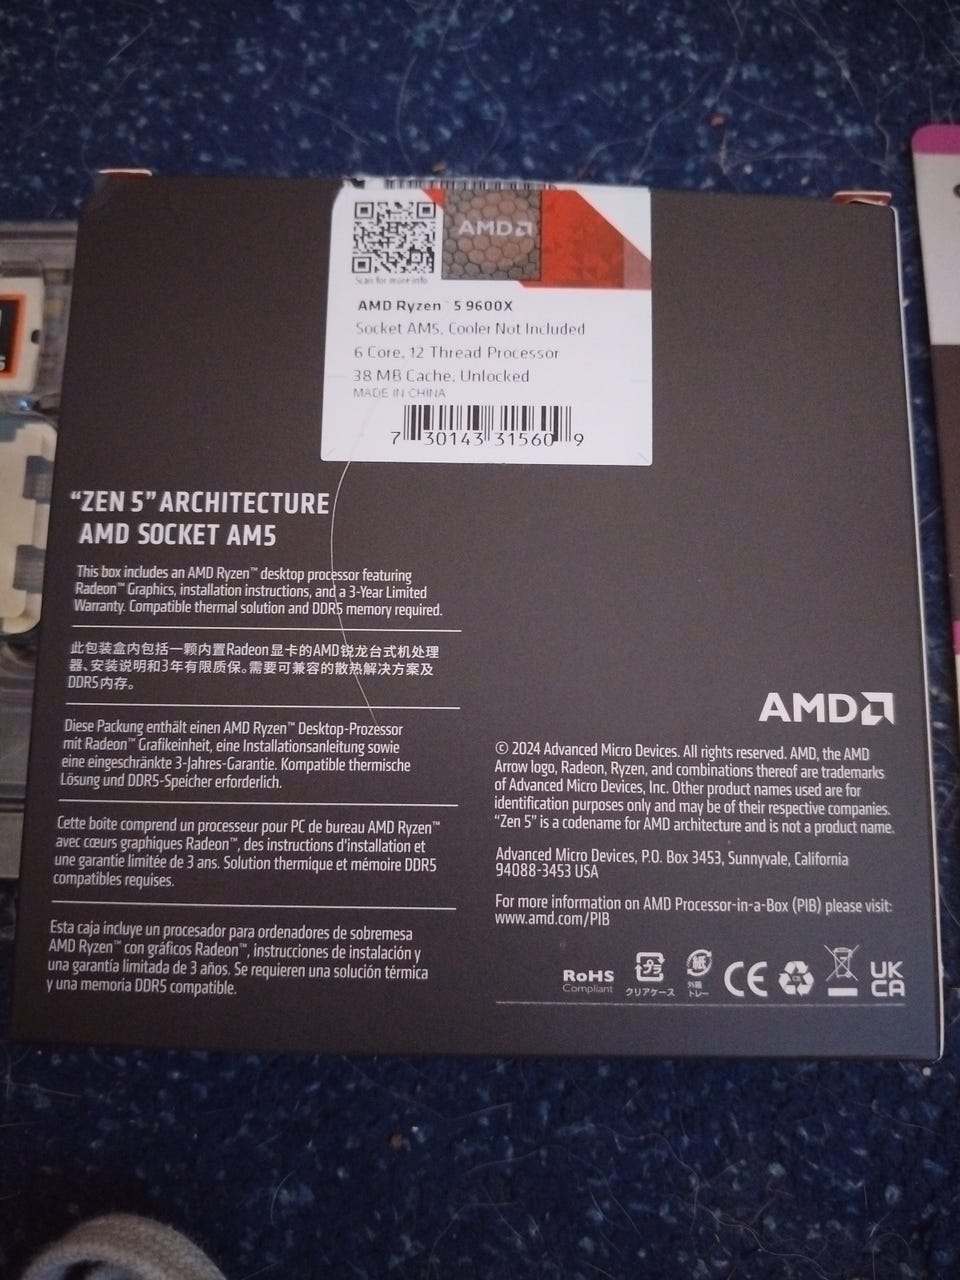 AMD
Scan for more info
AMD Ryzen™ 5 9600X
Socket AM5, Cooler Not Included
6 Core, 12 Thread Processor
38 MB Cache, Unlocked
MADE IN CHINA
7 30143 31560 9
“ZEN 5” ARCHITECTURE
AMD SOCKET AM5
This box includes an AMD Ryzen™ desktop processor featuring
Radeon™ Graphics, installation instructions, and a 3-Year Limited
Warranty. Compatible thermal solution and DDR5 memory required.
此包装盒内包括一颗内置Radeon显卡的AMD锐龙台式机处理
器、安装说明和3年有限质保。需要可兼容的散热解决方案及
DDR5内存。
Diese Packung enthält einen AMD Ryzen™ Desktop-Prozessor
mit Radeon™ Grafikeinheit, eine Installationsanleitung sowie
eine eingeschränkte 3-Jahres-Garantie. Kompatible thermische
Lösung und DDR5-Speicher erforderlich.
Cette boîte comprend un processeur pour PC de bureau AMD Ryzen™
avec cœurs graphiques Radeon™, des instructions d'installation et
une garantie limitée de 3 ans. Solution thermique et mémoire DDR5
compatibles requises.
Esta caja incluye un procesador para ordenadores de sobremesa
AMD Ryzen™ con gráficos Radeon™, instrucciones de instalación y
una garantía limitada de 3 años. Se requieren una solución térmica
y una memoria DDR5 compatible.
AMD
© 2024 Advanced Micro Devices. All rights reserved. AMD, the AMD
Arrow logo, Radeon, Ryzen, and combinations thereof are trademarks
of Advanced Micro Devices, Inc. Other product names used are for
identification purposes only and may be of their respective companies.
“Zen 5” is a codename for AMD architecture and is not a product name.
Advanced Micro Devices, P.O. Box 3453, Sunnyvale, California
94088-3453 USA
For more information on AMD Processor-in-a-Box (PIB) please visit:
www.amd.com/PIB
RoHS
Compliant
プラ
クリアケース
紙
外箱
トレー
CE
UK
CA